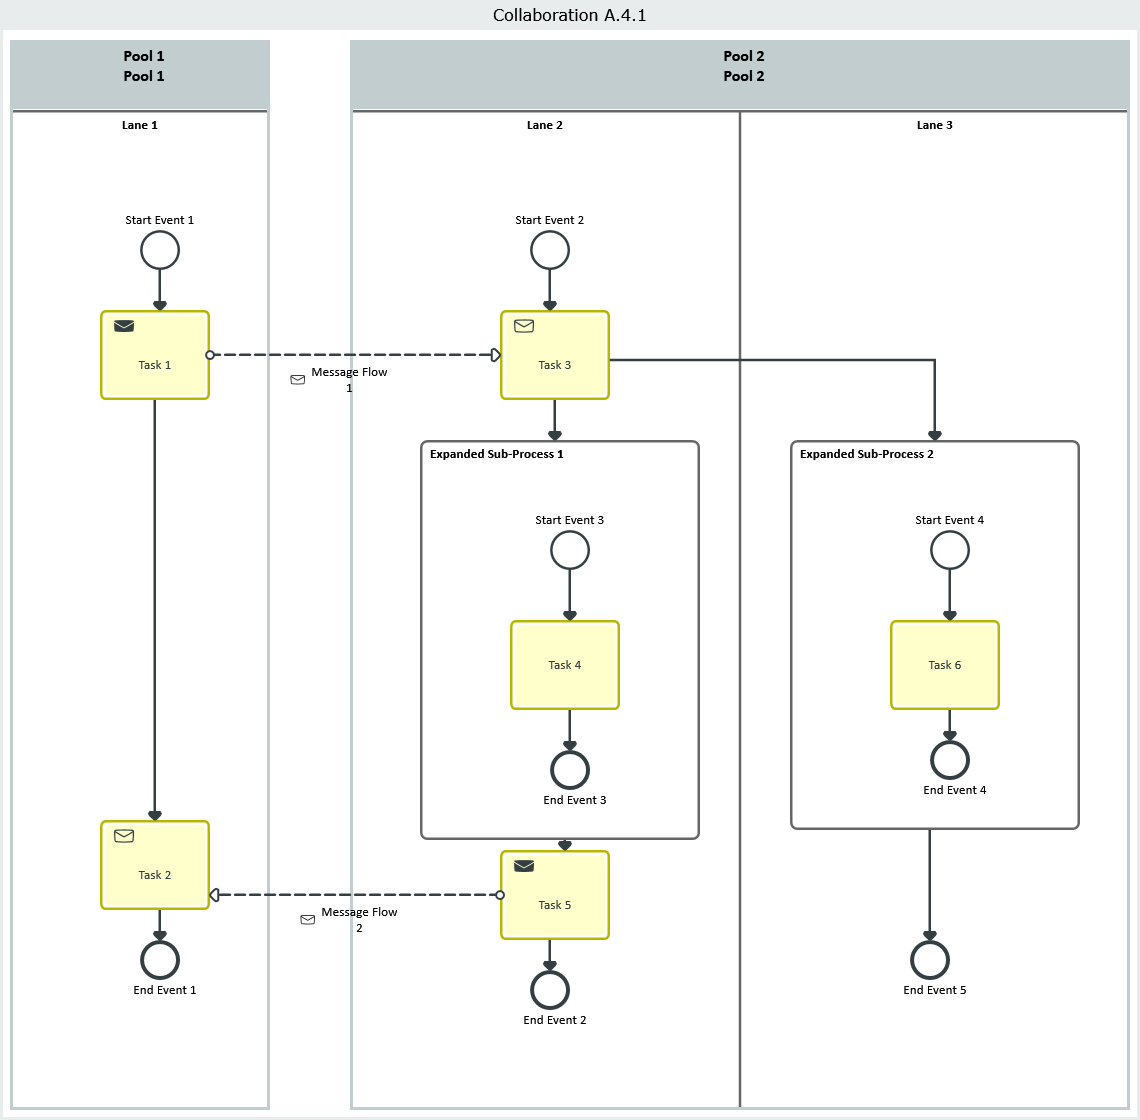 Collaboration A.4.1
Pool 1
Pool 1
Pool 2
Pool 2
Lane 1
Lane 2
Lane 3
Start Event 1
Start Event 2
Task 1
Task 3
Message Flow
1
Expanded Sub-Process 1
Expanded Sub-Process 2
Start Event 3
Start Event 4
Task 4
Task 6
End Event 3
End Event 4
Task 2
Task 5
Message Flow
2
End Event 1
End Event 2
End Event 5